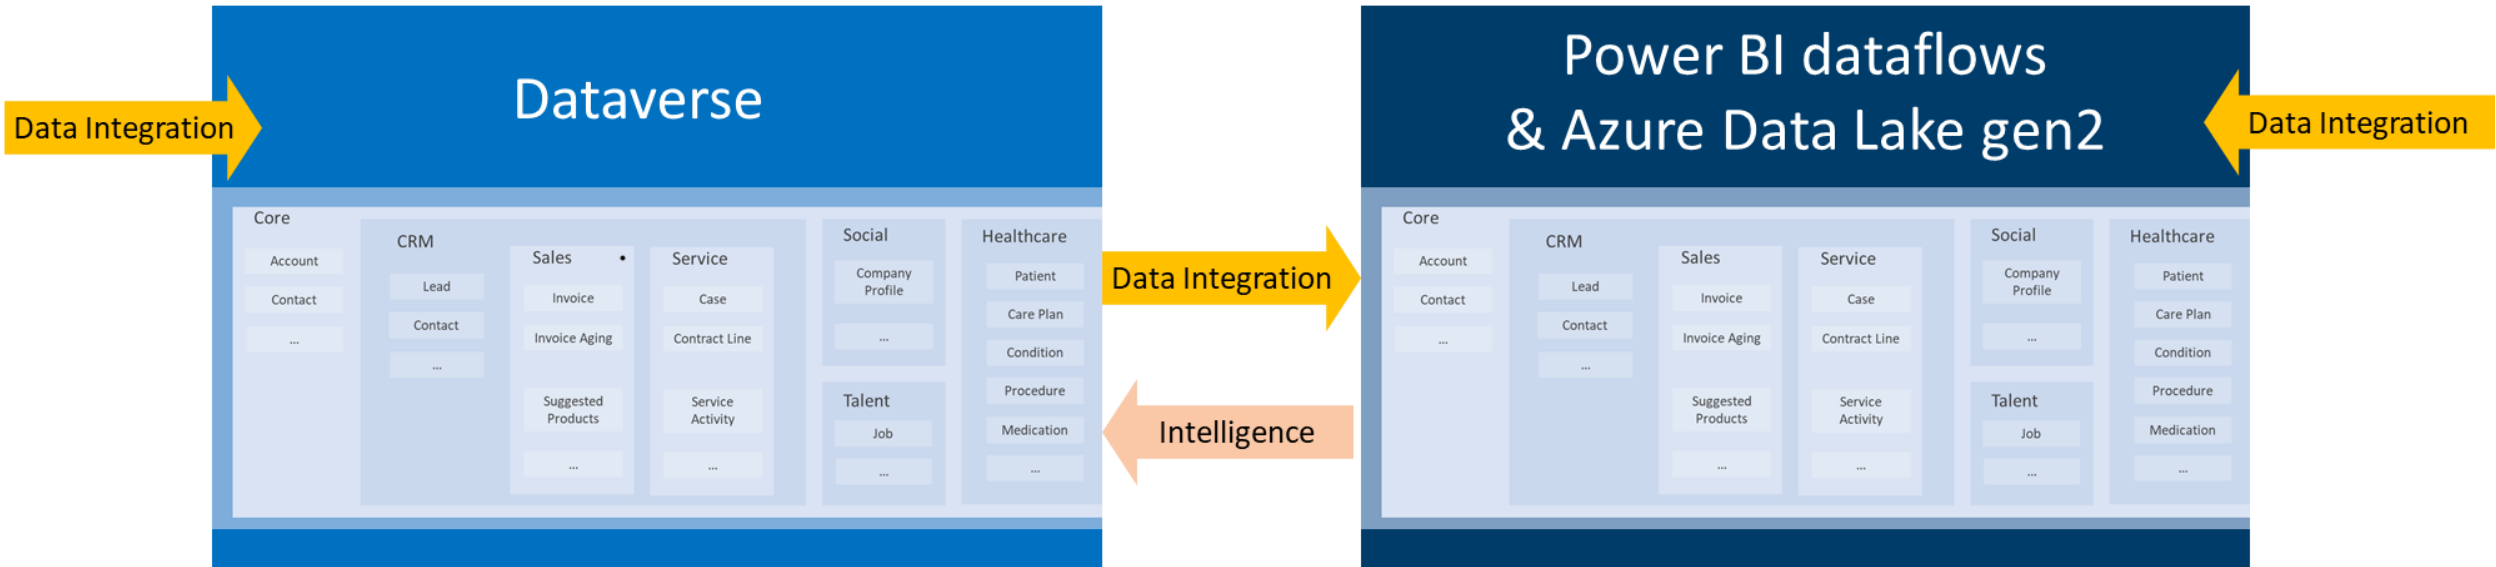 Data Integration
Dataverse
Core
Account
Contact
...
CRM
Lead
Contact
...
Sales
Invoice
Invoice Aging
Suggested
Products
...
Service
Case
Contract Line
Service
Activity
...
Social
Company
Profile
...
Talent
Job
...
Healthcare
Patient
Care Plan
Condition
Procedure
Medication
...
Data Integration
Intelligence
Power BI dataflows
& Azure Data Lake gen2
Data Integration
Core
Account
Contact
...
CRM
Lead
Contact
...
Sales
Invoice
Invoice Aging
Suggested
Products
...
Service
Case
Contract Line
Service
Activity
...
Social
Company
Profile
...
Talent
Job
...
Healthcare
Patient
Care Plan
Condition
Procedure
Medication
...